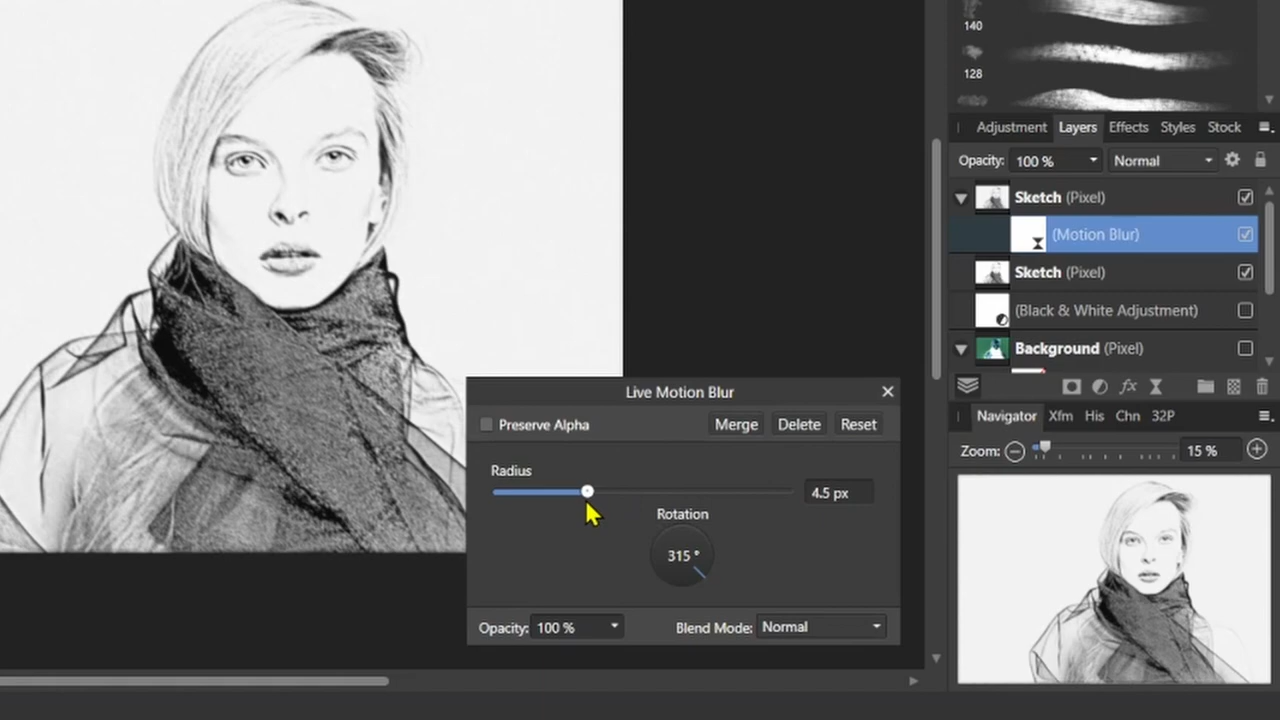 140
128
Adjustment Layers Effects Styles Stock
Opacity: 100 % Normal
Sketch (Pixel)
(Motion Blur)
Sketch (Pixel)
(Black & White Adjustment)
Background (Pixel)
fx
Live Motion Blur
Preserve Alpha Merge Delete Reset
Radius
4.5 px
Rotation
315 °
Opacity: 100 % Blend Mode: Normal
Navigator Xfm His Chn 32P
Zoom: 15 %